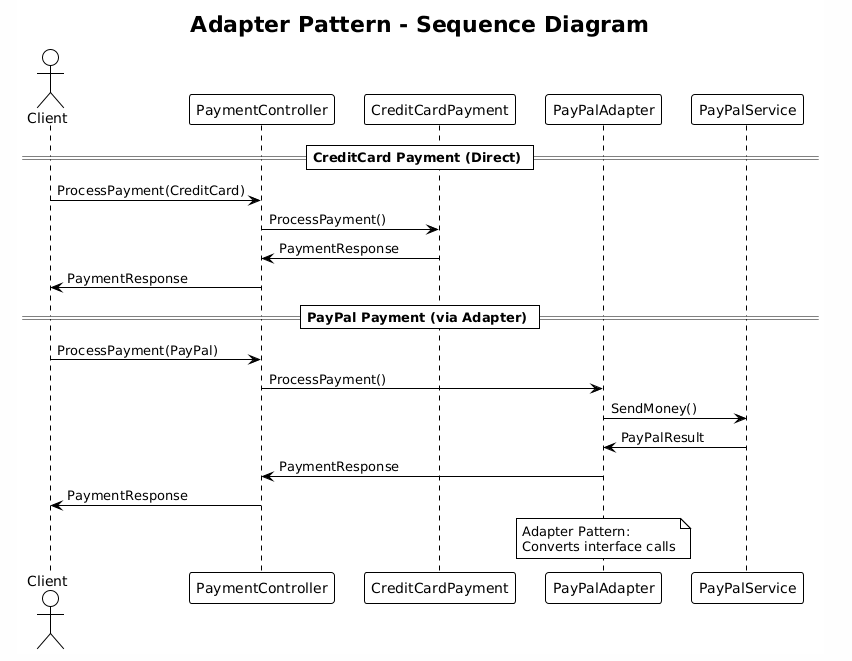 Adapter Pattern - Sequence Diagram
Client
PaymentController
CreditCardPayment
PayPalAdapter
PayPalService
CreditCard Payment (Direct)
ProcessPayment(CreditCard)
ProcessPayment()
PaymentResponse
PaymentResponse
PayPal Payment (via Adapter)
ProcessPayment(PayPal)
ProcessPayment()
SendMoney()
PayPalResult
PaymentResponse
PaymentResponse
Adapter Pattern:
Converts interface calls
Client
PaymentController
CreditCardPayment
PayPalAdapter
PayPalService